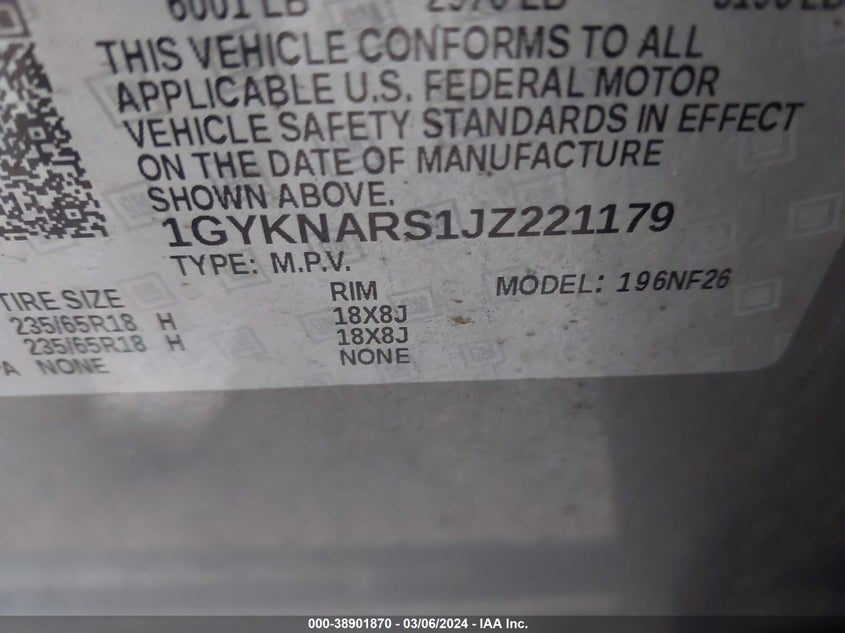 6001 LB 2970 LB
THIS VEHICLE CONFORMS TO ALL
APPLICABLE U.S. FEDERAL MOTOR
VEHICLE SAFETY STANDARDS IN EFFECT
ON THE DATE OF MANUFACTURE
SHOWN ABOVE.
1GYKNARS1JZ221179
TYPE: M.P.V. MODEL: 196NF26
TIRE SIZE RIM
235/65R18 H 18X8J
235/65R18 H 18X8J
NONE NONE
000-38901870 - 03/06/2024 - IAA Inc.